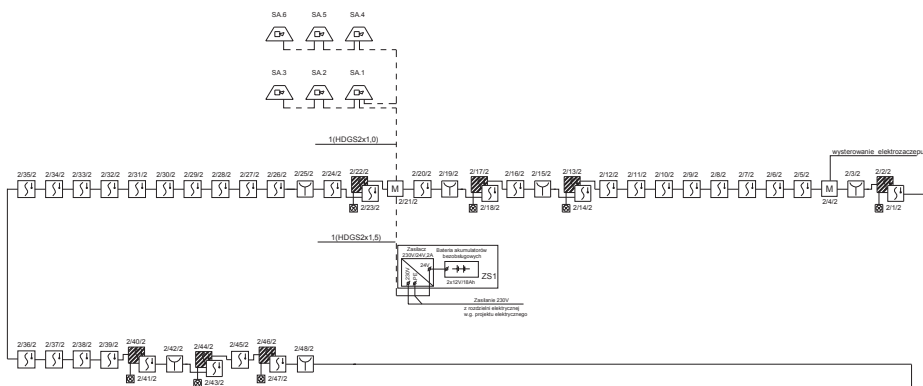 SA.6 SA.5 SA.4
SA.3 SA.2 SA.1
1(HDGS2x1,0)
wysterowanie elektrozaczepu
2/35/2 2/34/2 2/33/2 2/32/2 2/31/2 2/30/2 2/29/2 2/28/2 2/27/2 2/26/2 2/25/2 2/24/2 2/22/2 2/20/2 2/19/2 2/17/2 2/16/2 2/15/2 2/13/2 2/12/2 2/11/2 2/10/2 2/9/2 2/8/2 2/7/2 2/6/2 2/5/2 2/3/2 2/2/2
M M
2/23/2 2/21/2 2/18/2 2/14/2 2/4/2 2/1/2
1(HDGS2x1,5)
Zasilacz
230V/24V,2A
Bateria akumulatorów
bezobsługowych
24V
230V
PE
ZS1
2x12V/18Ah
Zasilanie 230V
z rozdzielni elektrycznej
w.g. projektu elektrycznego
2/36/2 2/37/2 2/38/2 2/39/2 2/40/2 2/42/2 2/44/2 2/45/2 2/46/2 2/48/2
2/41/2 2/43/2 2/47/2